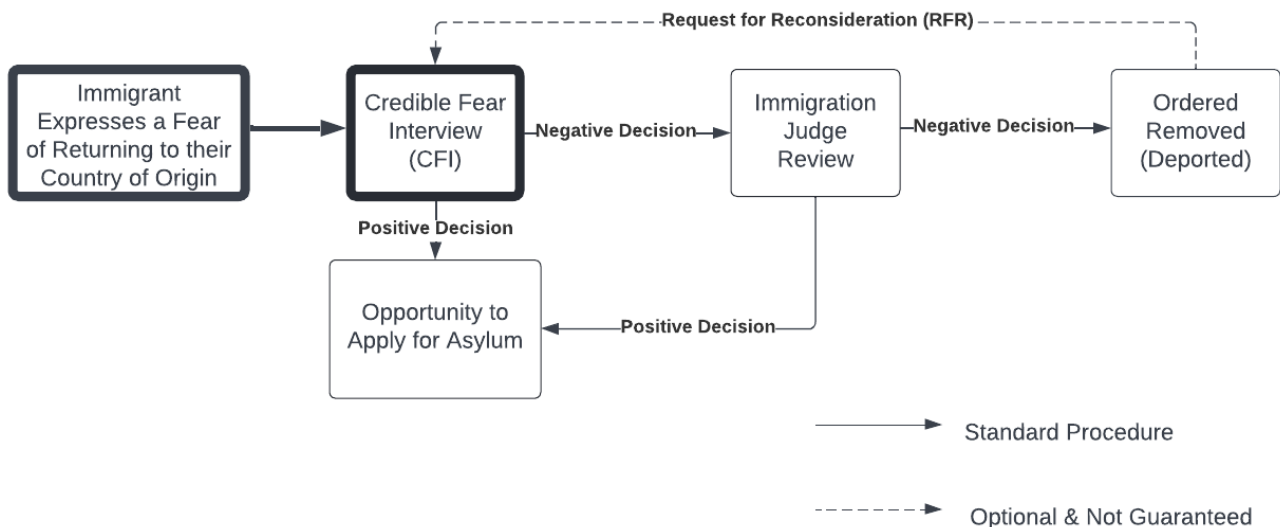 Request for Reconsideration (RFR)
Immigrant
Expresses a Fear
of Returning to their
Country of Origin
Credible Fear
Interview
(CFI)
Negative Decision
Immigration
Judge
Review
Negative Decision
Ordered
Removed
(Deported)
Positive Decision
Opportunity to
Apply for Asylum
Positive Decision
Standard Procedure
Optional & Not Guaranteed